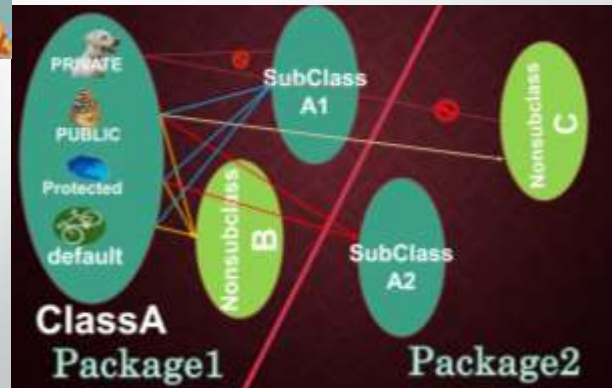 PRIVATE
PUBLIC
Protected
default
ClassA
Package1
SubClass
A1
Nonsubclass
B
SubClass
A2
Nonsubclass
C
Package2